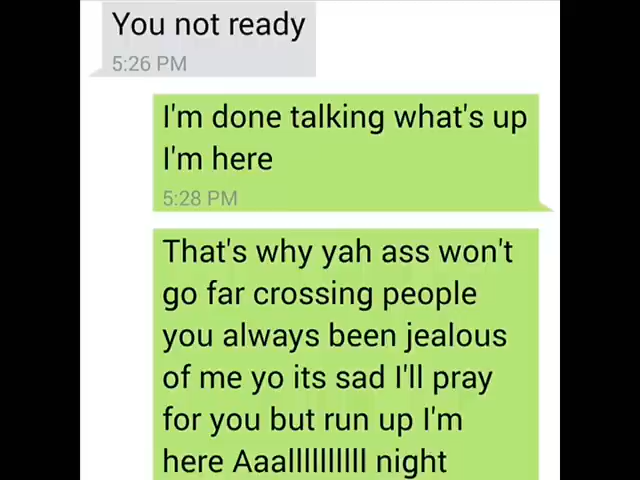 You not ready
5:26 PM
I'm done talking what's up
I'm here
5:28 PM
That's why yah ass won't
go far crossing people
you always been jealous
of me yo its sad I'll pray
for you but run up I'm
here Aaallllllllll night